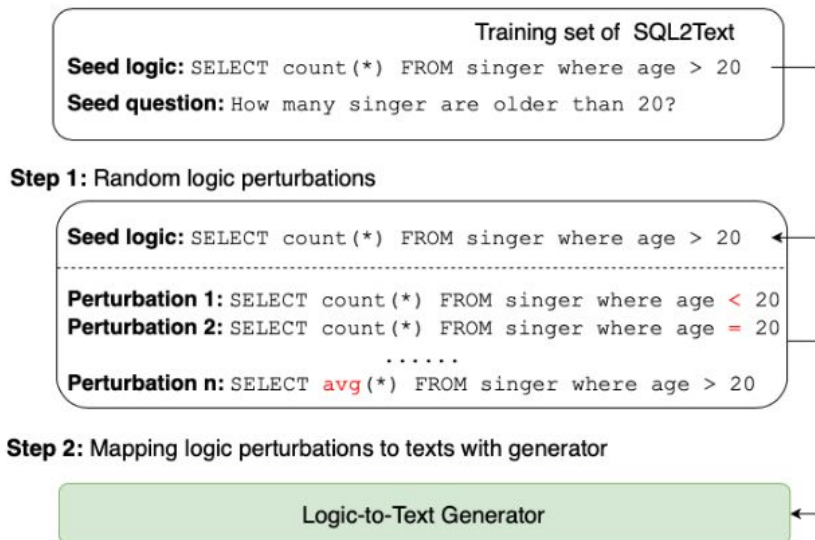 Training set of SQL2Text
Seed logic: SELECT count(*) FROM singer where age > 20
Seed question: How many singer are older than 20?
Step 1: Random logic perturbations
Seed logic: SELECT count(*) FROM singer where age > 20
Perturbation 1: SELECT count(*) FROM singer where age < 20
Perturbation 2: SELECT count(*) FROM singer where age = 20
......
Perturbation n: SELECT avg(*) FROM singer where age > 20
Step 2: Mapping logic perturbations to texts with generator
Logic-to-Text Generator